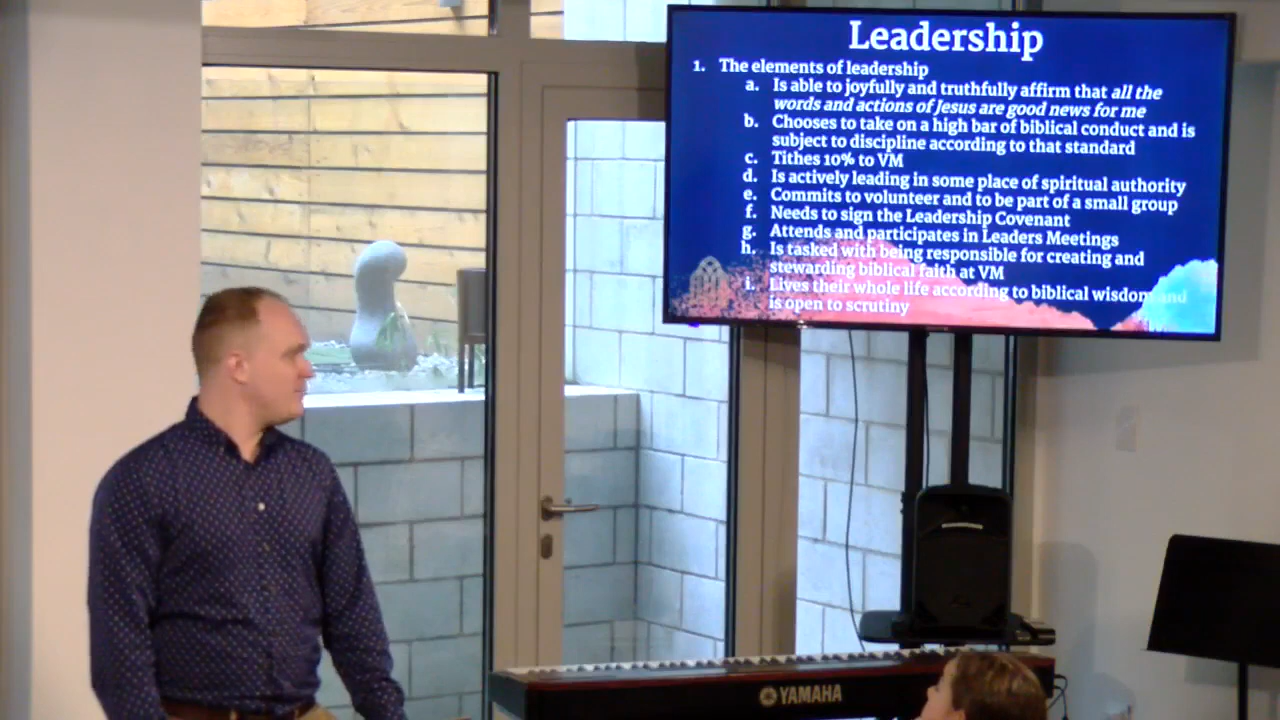 Leadership
1. The elements of leadership
a. Is able to joyfully and truthfully affirm that all the
words and actions of Jesus are good news for me
b. Chooses to take on a high bar of biblical conduct and is
subject to discipline according to that standard
c. Tithes 10% to VM
d. Is actively leading in some place of spiritual authority
e. Commits to volunteer and to be part of a small group
f. Needs to sign the Leadership Covenant
g. Attends and participates in Leaders Meetings
h. Is tasked with being responsible for creating and
stewarding biblical faith at VM
i. Lives their whole life according to biblical wisdom and
is open to scrutiny
YAMAHA